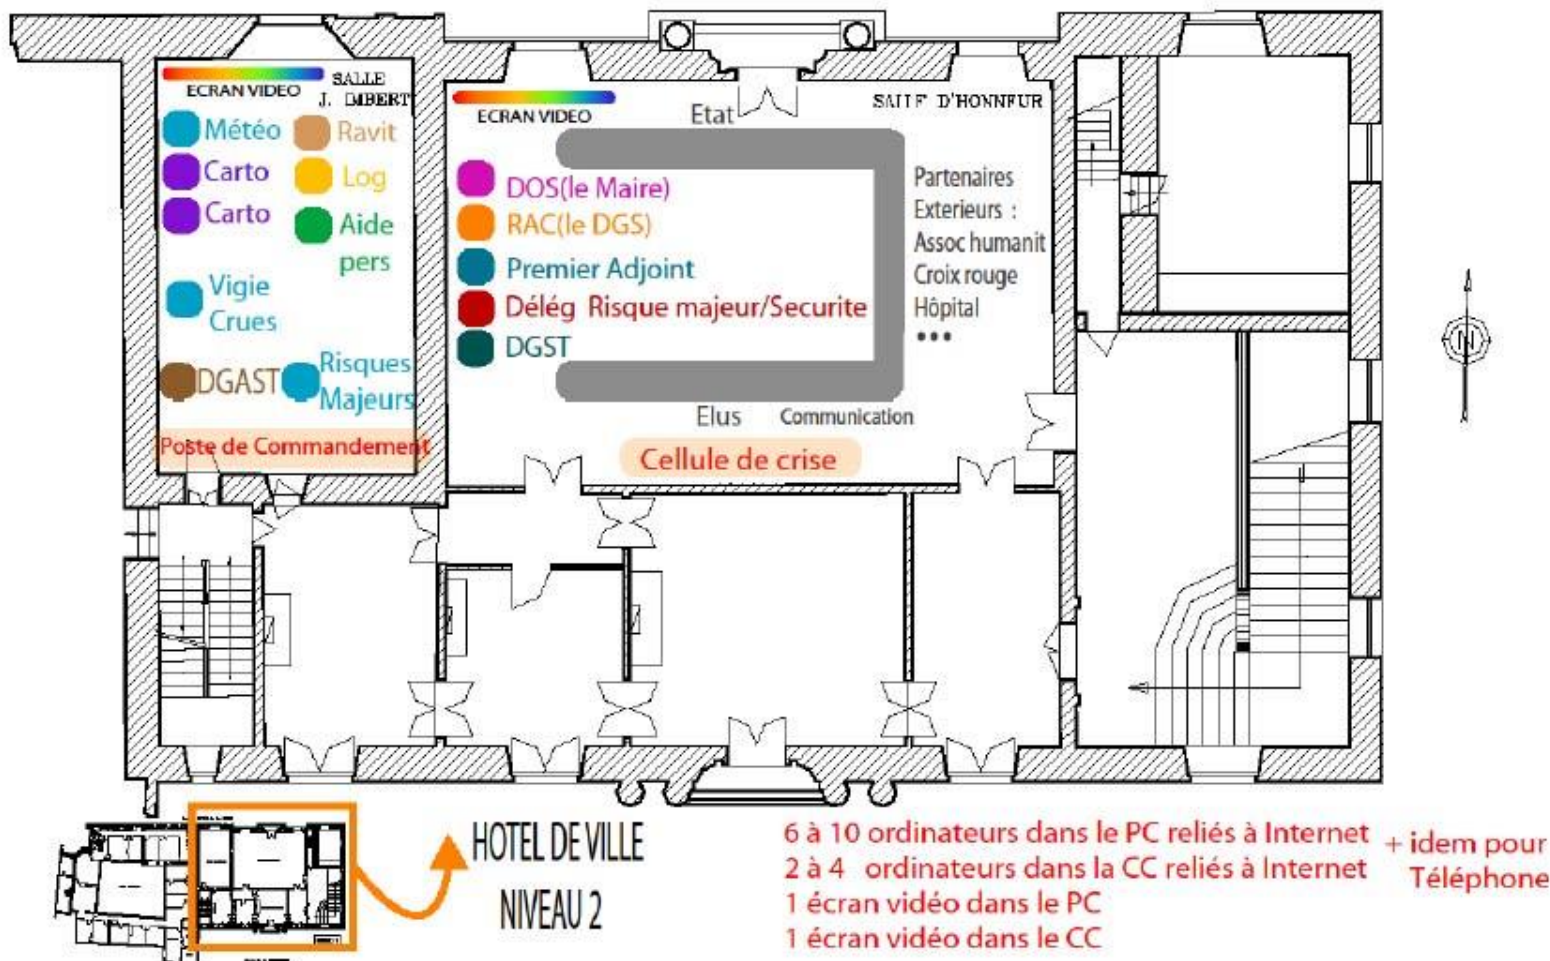 ECRAN VIDEO
SALLE
J. IMBERT
Météo
Ravit
Carto
Log
Carto
Aide
pers
Vigie
Crues
DGAST
Risques
Majeurs
Poste de Commandement
ECRAN VIDEO
Etat
SALLE D'HONNEUR
DOS(le Maire)
RAC(le DGS)
Premier Adjoint
Délég Risque majeur/Securite
DGST
Partenaires
Exterieurs :
Assoc humanit
Croix rouge
Hôpital
•••
Elus
Communication
Cellule de crise
N
HOTEL DE VILLE
NIVEAU 2
6 à 10 ordinateurs dans le PC reliés à Internet
2 à 4 ordinateurs dans la CC reliés à Internet
1 écran vidéo dans le PC
1 écran vidéo dans le CC
+ idem pour
Téléphone